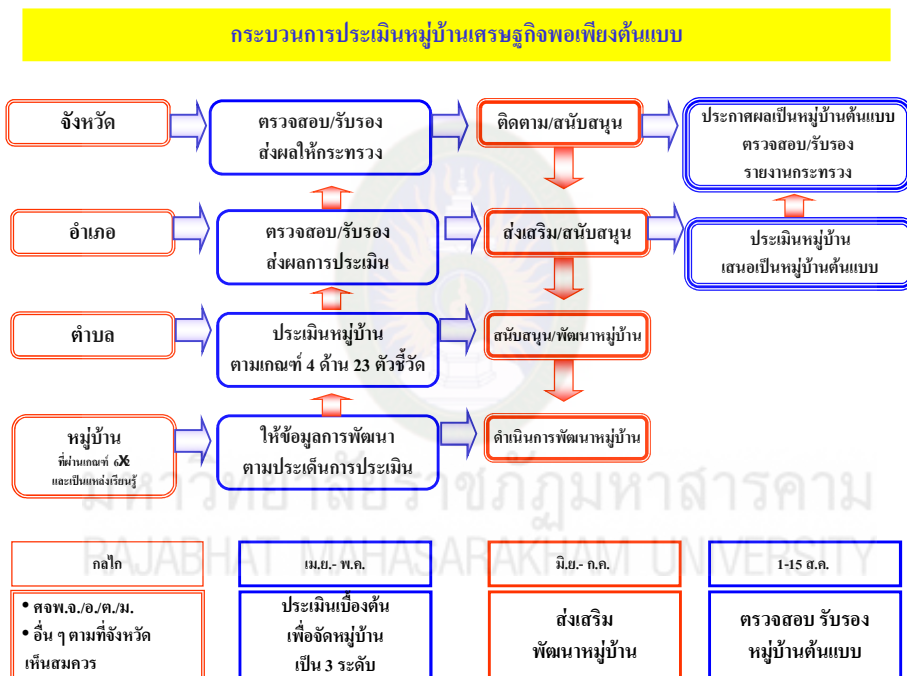 กระบวนการประเมินหมู่บ้านเศรษฐกิจพอเพียงต้นแบบ
จังหวัด
ตรวจสอบ/รับรอง
ส่งผลให้กระทรวง
ติดตาม/สนับสนุน
ประกาศผลเป็นหมู่บ้านต้นแบบ
ตรวจสอบ/รับรอง
รายงานกระทรวง
อำเภอ
ตรวจสอบ/รับรอง
ส่งผลการประเมิน
ส่งเสริม/สนับสนุน
ประเมินหมู่บ้าน
เสนอเป็นหมู่บ้านต้นแบบ
ตำบล
ประเมินหมู่บ้าน
ตามเกณฑ์ 4 ด้าน 23 ตัวชี้วัด
สนับสนุน/พัฒนาหมู่บ้าน
หมู่บ้าน
ที่ผ่านเกณฑ์ 6X2
และเป็นแหล่งเรียนรู้
ให้ข้อมูลการพัฒนา
ตามประเด็นการประเมิน
ดำเนินการพัฒนาหมู่บ้าน
มหาวิทยาลัยราชภัฏมหาสารคาม
RAJABHAT MAHASARAKHAM UNIVERSITY
กลไก
• ศจพ.จ./อ./ต./ม.
• อื่น ๆ ตามที่จังหวัด
เห็นสมควร
เม.ย.- พ.ค.
ประเมินเบื้องต้น
เพื่อจัดหมู่บ้าน
เป็น 3 ระดับ
มิ.ย.- ก.ค.
ส่งเสริม
พัฒนาหมู่บ้าน
1-15 ส.ค.
ตรวจสอบ รับรอง
หมู่บ้านต้นแบบ